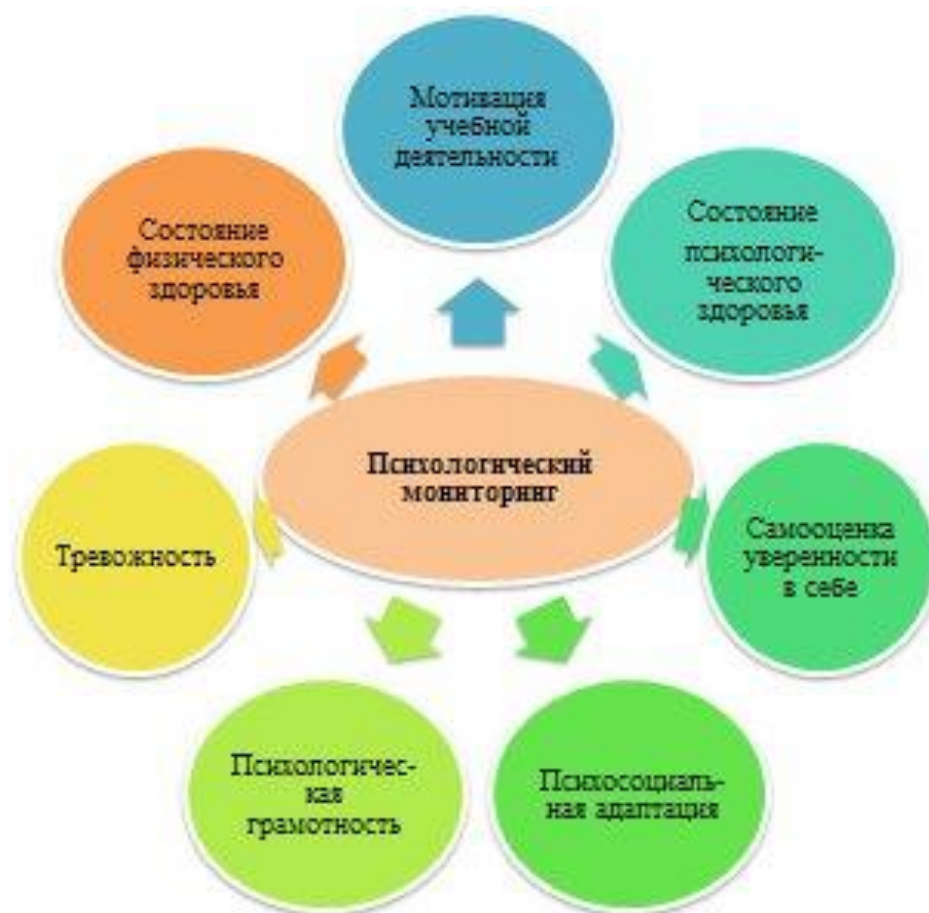 Мотивация
учебной
деятельности
Состояние
физического
здоровья
Состояние
психологи-
ческого
здоровья
Психологический
мониторинг
Тревожность
Самооценка
уверенности
в себе
Психологичес-
кая
грамотность
Психосоциаль-
ная адаптация